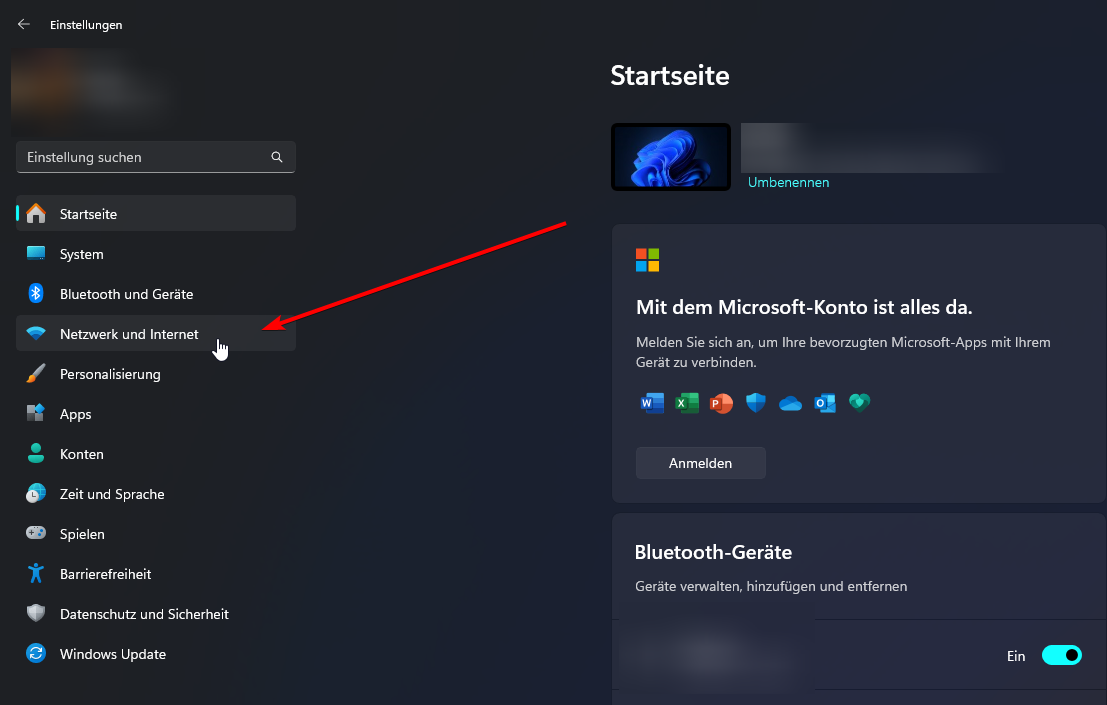 Einstellungen
Einstellung suchen
Startseite
System
Bluetooth und Geräte
Netzwerk und Internet
Personalisierung
Apps
Konten
Zeit und Sprache
Spielen
Barrierefreiheit
Datenschutz und Sicherheit
Windows Update
Startseite
Umbenennen
Mit dem Microsoft-Konto ist alles da.
Melden Sie sich an, um Ihre bevorzugten Microsoft-Apps mit Ihrem
Gerät zu verbinden.
Anmelden
Bluetooth-Geräte
Geräte verwalten, hinzufügen und entfernen
Ein